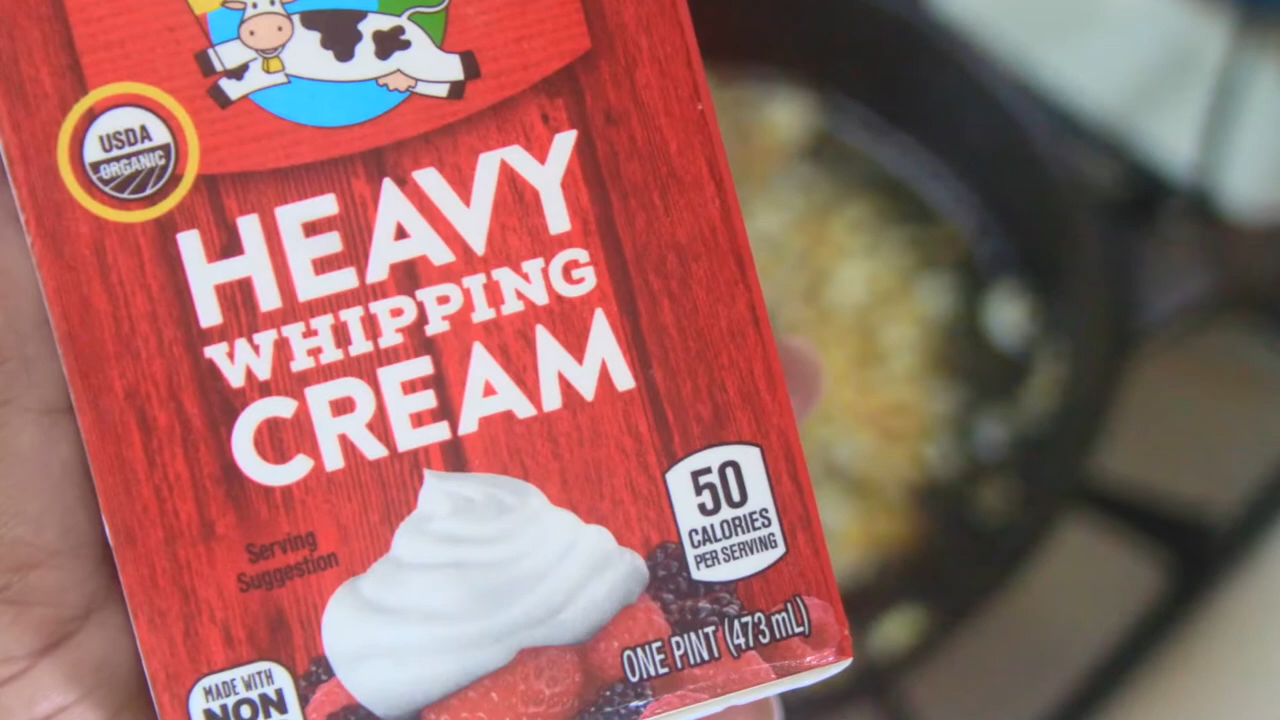 USDA
ORGANIC
HEAVY
WHIPPING
CREAM
Serving
Suggestion
50
CALORIES
PER SERVING
ONE PINT (473 mL)
MADE WITH
NON